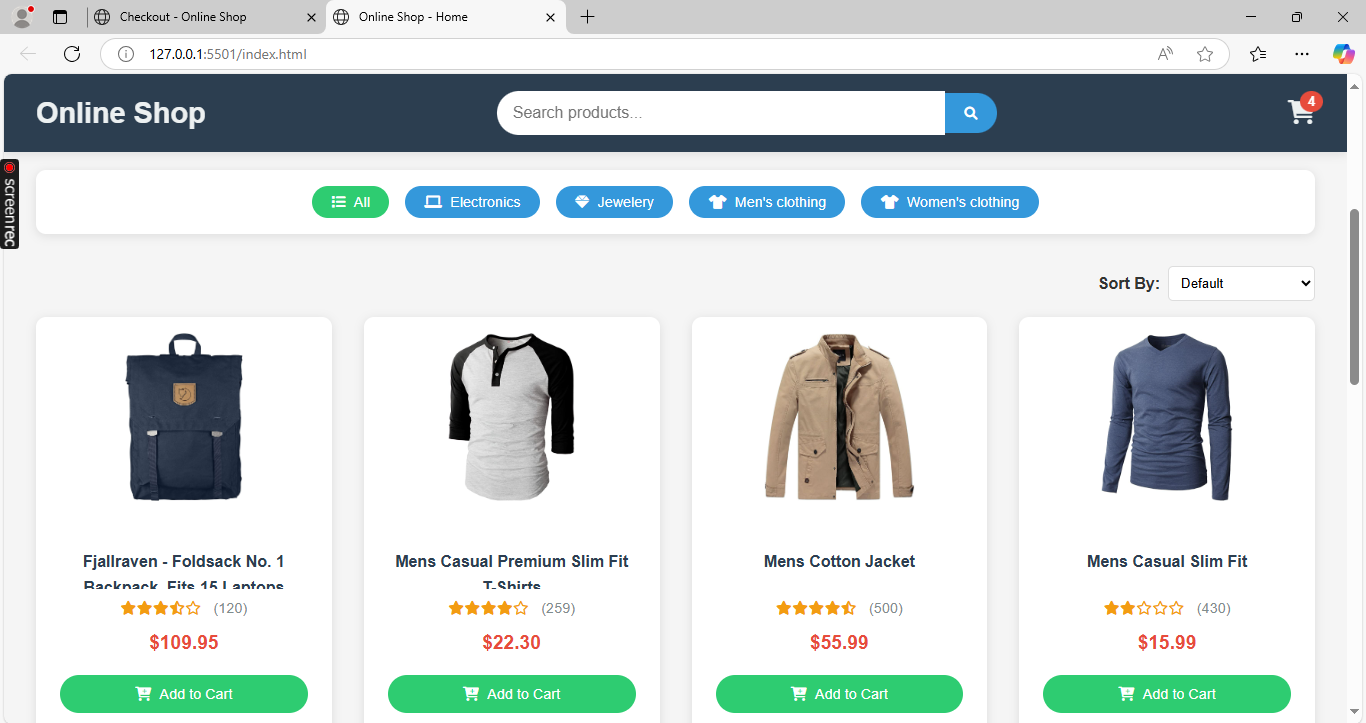 Checkout - Online Shop
Online Shop - Home
127.0.0.1:5501/index.html
Online Shop
Search products...
4
screenrec
All
Electronics
Jewelery
Men's clothing
Women's clothing
Sort By:
Default
Fjallraven - Foldsack No. 1
Backpack, Fits 15 Laptops
(120)
$109.95
Add to Cart
Mens Casual Premium Slim Fit
T-Shirts
(259)
$22.30
Add to Cart
Mens Cotton Jacket
(500)
$55.99
Add to Cart
Mens Casual Slim Fit
(430)
$15.99
Add to Cart